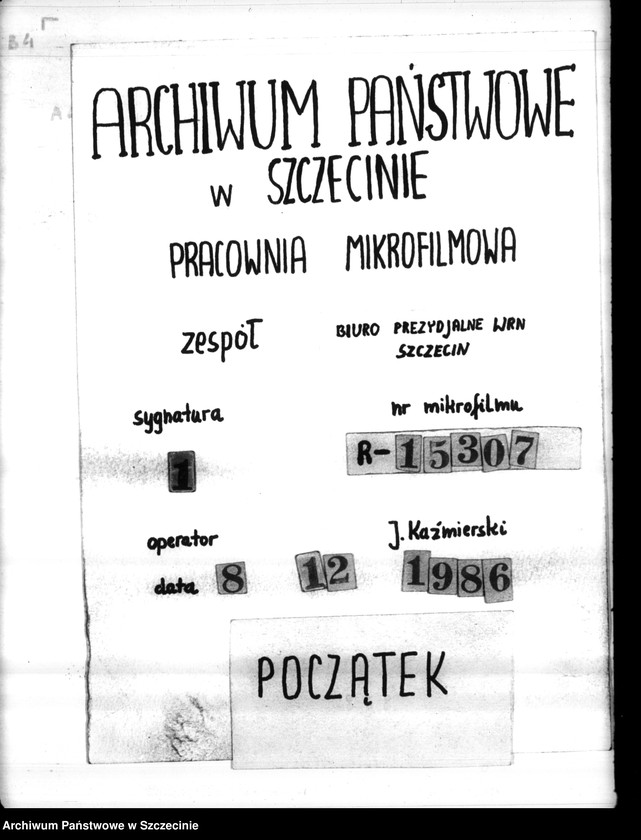 B4
ARCHIWUM PAŃSTWOWE
w SZCZECINIE
PRACOWNIA MIKROFILMOWA
zespół
BIURO PREZYDJALNE WRN
SZCZECIN
sygnatura
nr mikrofilmu
1
R-15307
operator
J. Kaźmierski
data 8 12 1986
POCZĄTEK
Archiwum Państwowe w Szczecinie